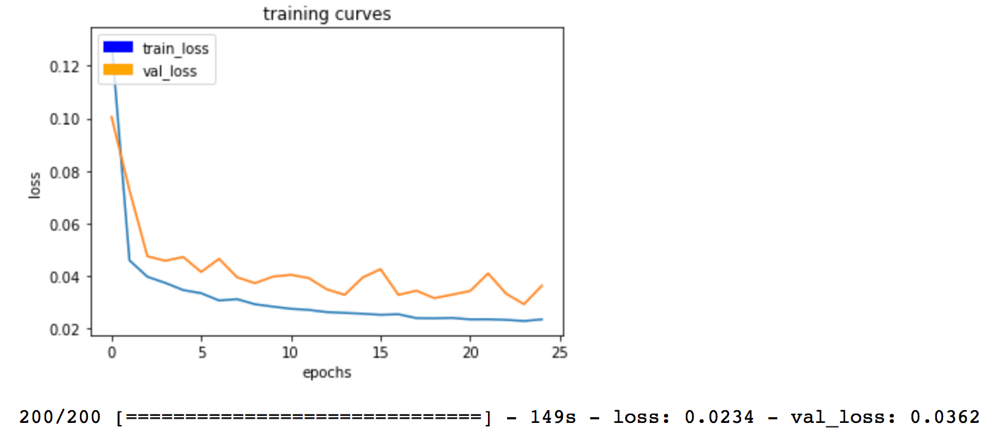 training curves
train_loss
val_loss
0.12
0.10
0.08
0.06
0.04
0.02
loss
0 5 10 15 20 25
epochs
200/200 [==============================] - 149s - loss: 0.0234 - val_loss: 0.0362